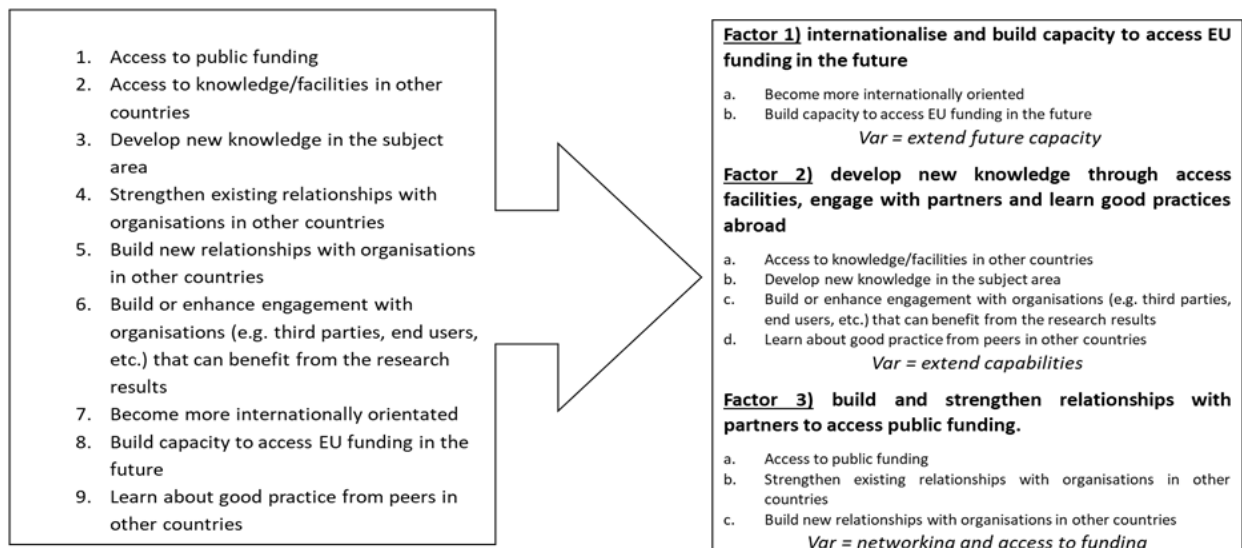 1. Access to public funding
2. Access to knowledge/facilities in other
countries
3. Develop new knowledge in the subject
area
4. Strengthen existing relationships with
organisations in other countries
5. Build new relationships with organisations
in other countries
6. Build or enhance engagement with
organisations (e.g. third parties, end users,
etc.) that can benefit from the research
results
7. Become more internationally orientated
8. Build capacity to access EU funding in the
future
9. Learn about good practice from peers in
other countries
Factor 1) internationalise and build capacity to access EU
funding in the future
a. Become more internationally oriented
b. Build capacity to access EU funding in the future
Var = extend future capacity
Factor 2) develop new knowledge through access
facilities, engage with partners and learn good practices
abroad
a. Access to knowledge/facilities in other countries
b. Develop new knowledge in the subject area
c. Build or enhance engagement with organisations (e.g. third parties,
end users, etc.) that can benefit from the research results
d. Learn about good practice from peers in other countries
Var = extend capabilities
Factor 3) build and strengthen relationships with
partners to access public funding.
a. Access to public funding
b. Strengthen existing relationships with organisations in other
countries
c. Build new relationships with organisations in other countries
Var = networking and access to funding